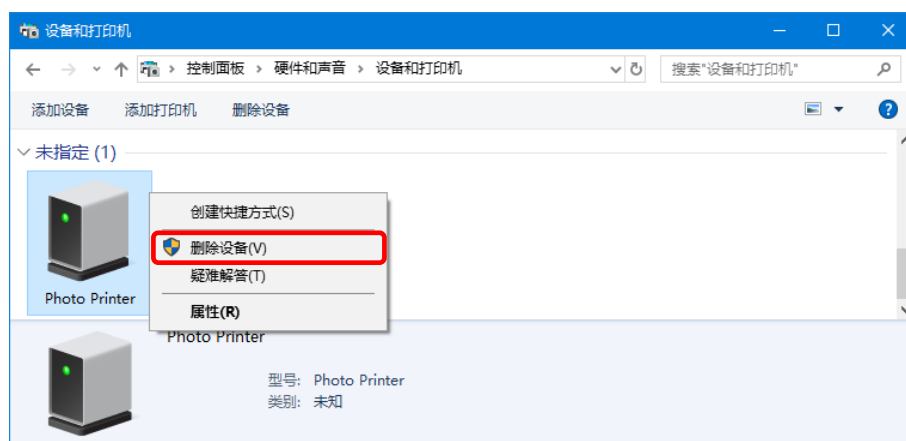 设备和打印机
控制面板 › 硬件和声音 › 设备和打印机
搜索"设备和打印机"
添加设备 添加打印机 删除设备
未指定 (1)
创建快捷方式(S)
删除设备(V)
疑难解答(T)
属性(R)
Photo Printer
Photo Printer
型号: Photo Printer
类别: 未知